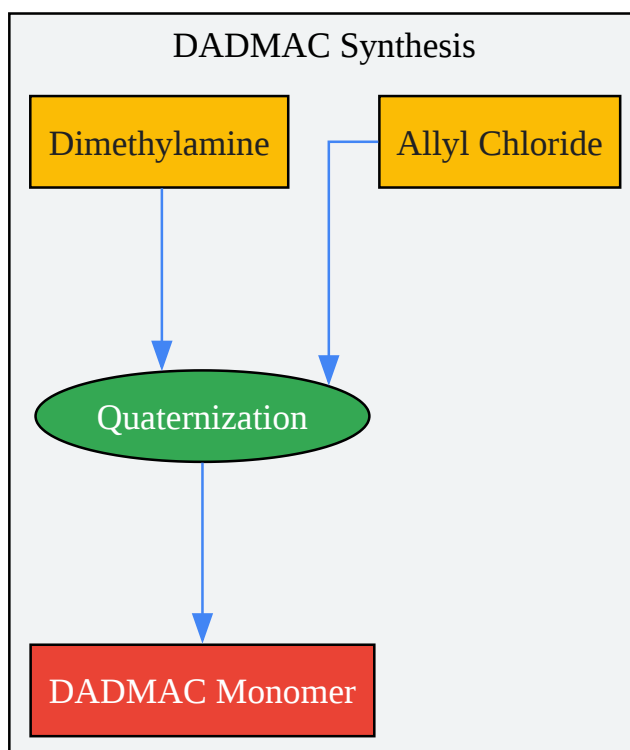 DADMAC Synthesis
Dimethylamine
Allyl Chloride
Quaternization
DADMAC Monomer